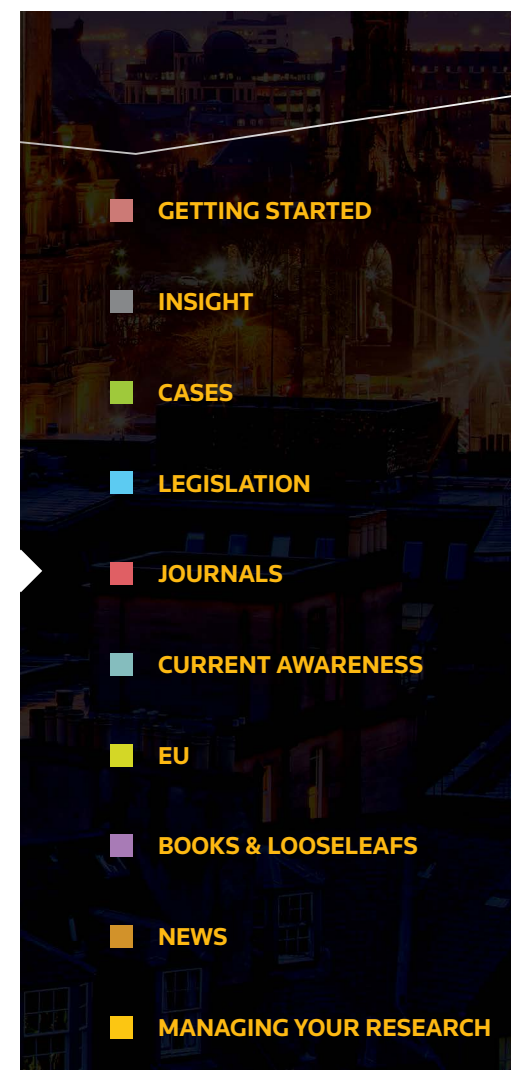 GETTING STARTED
INSIGHT
CASES
LEGISLATION
JOURNALS
CURRENT AWARENESS
EU
BOOKS & LOOSELEAFS
NEWS
MANAGING YOUR RESEARCH